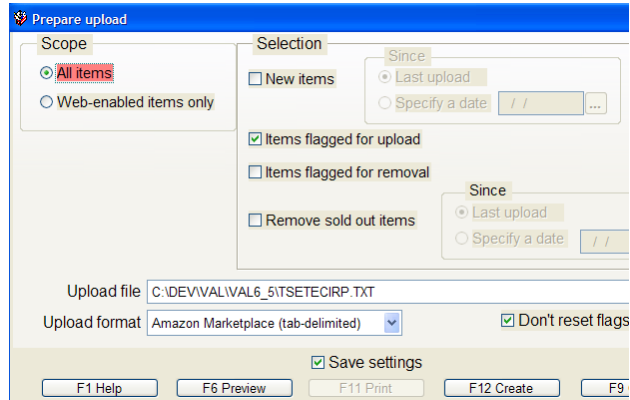 Prepare upload
Scope
All items
Web-enabled items only
Selection
New items
Since
Last upload
Specify a date / / ...
Items flagged for upload
Items flagged for removal
Remove sold out items
Since
Last upload
Specify a date / /
Upload file C:\DEV\VAL\VAL6_5\TSETECIRP.TXT
Upload format Amazon Marketplace (tab-delimited)
Don't reset flags
Save settings
F1 Help F6 Preview F11 Print F12 Create F9